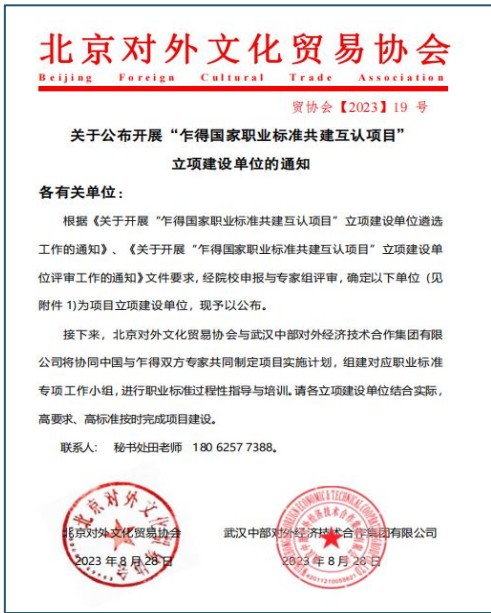 北京对外文化贸易协会
Beijing Foreign Cultural Trade Association
贸协会【2023】19 号
关于公布开展“乍得国家职业标准共建互认项目”
立项建设单位的通知
各有关单位：
根据《关于开展“乍得国家职业标准共建互认项目”立项建设单位遴选
工作的通知》、《关于开展“乍得国家职业标准共建互认项目”立项建设单
位评审工作的通知》文件要求，经院校申报与专家组评审，确定以下单位（见
附件 1)为项目立项建设单位，现予以公布。
接下来，北京对外文化贸易协会与武汉中部对外经济技术合作集团有限
公司将协同中国与乍得双方专家共同制定项目实施计划，组建对应职业标准
专项工作小组，进行职业标准过程性指导与培训。请各立项建设单位结合实际，
高要求、高标准按时完成项目建设。
联系人： 秘书处田老师 180 6257 7388。
北京对外文化贸易协会 武汉中部对外经济技术合作集团有限公司
2023 年 8 月 28 日 2023 年 8 月 28 日